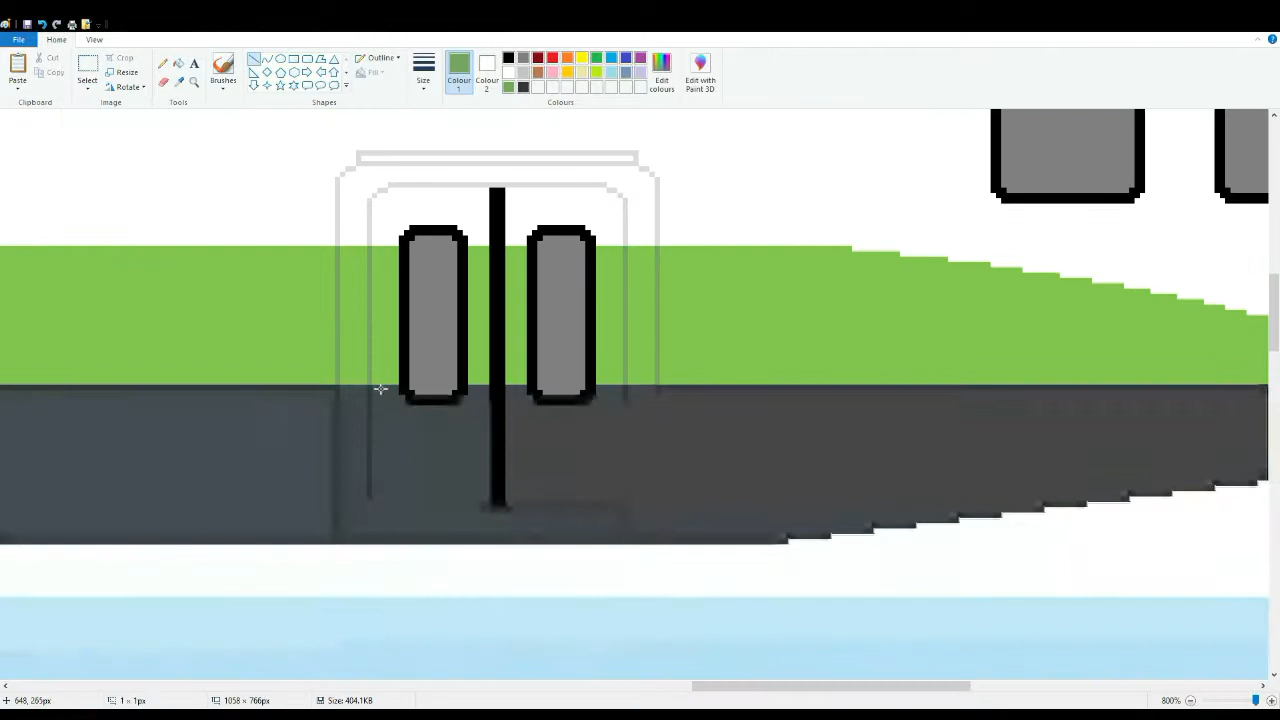 File Home View
Paste
Cut
Copy
Clipboard
Select
Crop
Resize
Rotate
Image
A
Tools
Brushes
Outline
Fill
Shapes
Size
Colour 1
Colour 2
Edit colours
Edit with Paint 3D
Colours
648, 265px 1 × 1px 1058 × 766px Size: 404.1KB 800%